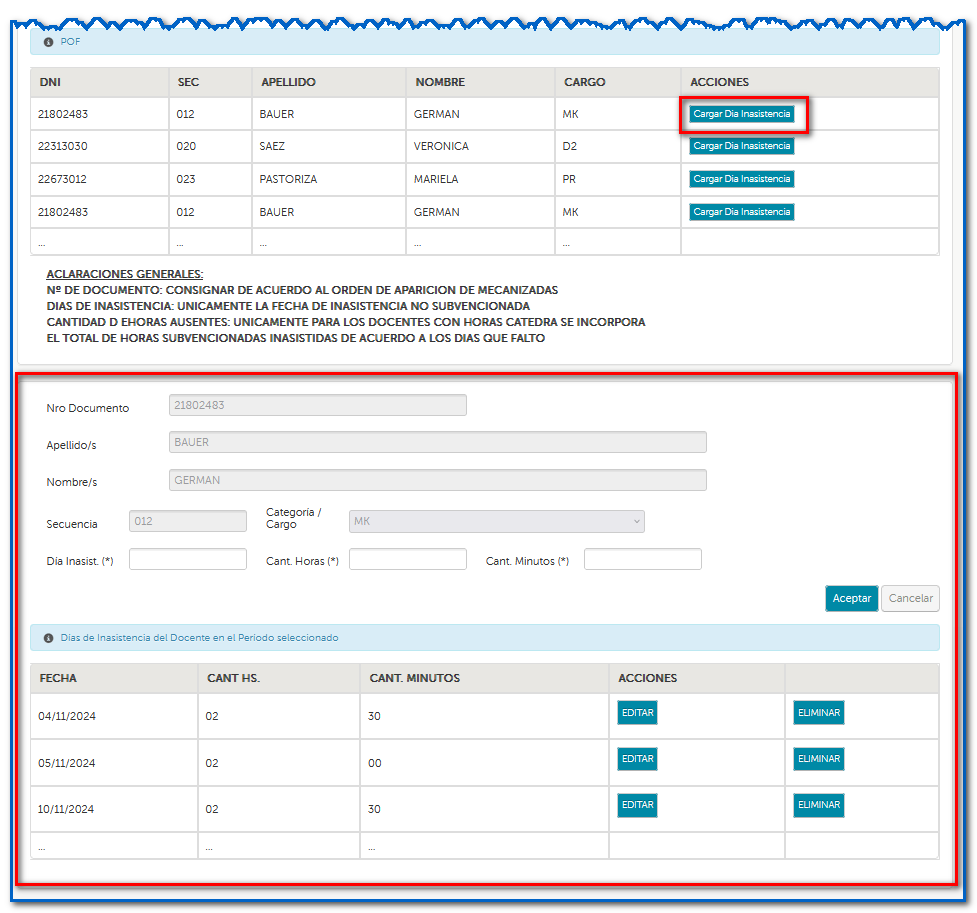 POF
DNI SEC APELLIDO NOMBRE CARGO ACCIONES
21802483 012 BAUER GERMAN MK Cargar Dia Inasistencia
22313030 020 SAEZ VERONICA D2 Cargar Dia Inasistencia
22673012 023 PASTORIZA MARIELA PR Cargar Dia Inasistencia
21802483 012 BAUER GERMAN MK Cargar Dia Inasistencia
... ... ... ... ...
ACLARACIONES GENERALES:
Nº DE DOCUMENTO: CONSIGNAR DE ACUERDO AL ORDEN DE APARICION DE MECANIZADAS
DIAS DE INASISTENCIA: UNICAMENTE LA FECHA DE INASISTENCIA NO SUBVENCIONADA
CANTIDAD D EHORAS AUSENTES: UNICAMENTE PARA LOS DOCENTES CON HORAS CATEDRA SE INCORPORA
EL TOTAL DE HORAS SUBVENCIONADAS INASISTIDAS DE ACUERDO A LOS DIAS QUE FALTO
Nro Documento 21802483
Apellido/s BAUER
Nombre/s GERMAN
Secuencia 012 Categoría / Cargo MK
Día Inasist. (*) Cant. Horas (*) Cant. Minutos (*)
Aceptar Cancelar
Días de Inasistencia del Docente en el Período seleccionado
FECHA CANT HS. CANT. MINUTOS ACCIONES
04/11/2024 02 30 EDITAR ELIMINAR
05/11/2024 02 00 EDITAR ELIMINAR
10/11/2024 02 30 EDITAR ELIMINAR
... ... ...